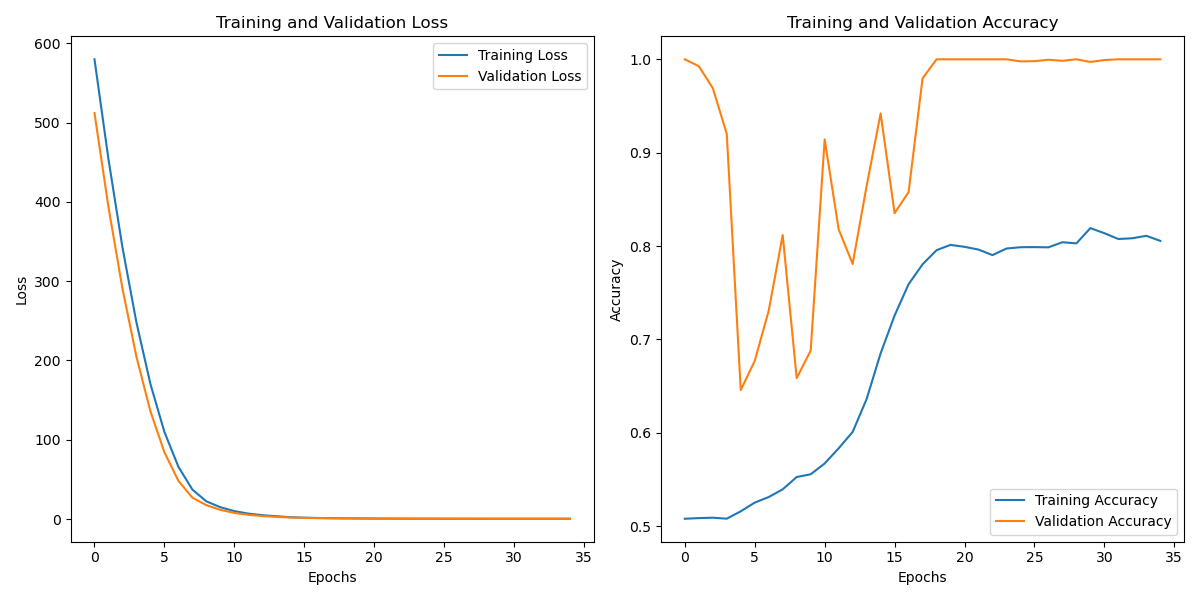 Training and Validation Loss
600
500
400
300
200
100
0
Loss
0 5 10 15 20 25 30 35
Epochs
Training Loss
Validation Loss
Training and Validation Accuracy
1.0
0.9
0.8
0.7
0.6
0.5
Accuracy
0 5 10 15 20 25 30 35
Epochs
Training Accuracy
Validation Accuracy